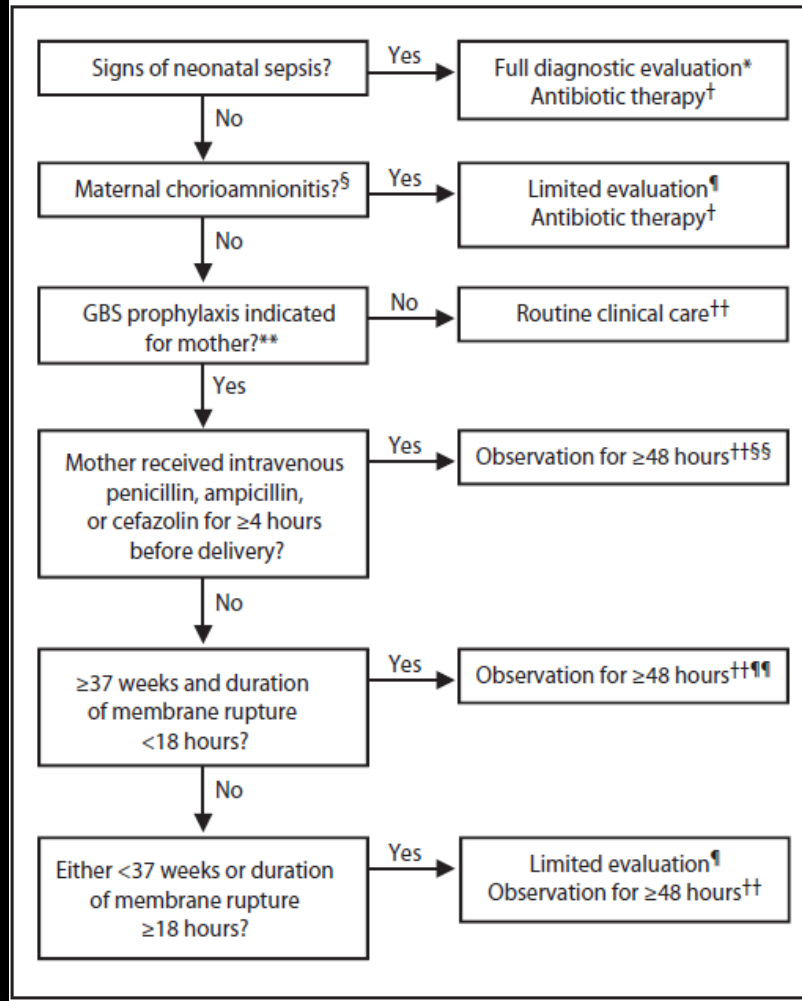 Signs of neonatal sepsis?
Yes
Full diagnostic evaluation*
Antibiotic therapy†
No
Maternal chorioamnionitis?§
Yes
Limited evaluation¶
Antibiotic therapy†
No
GBS prophylaxis indicated
for mother?**
No
Routine clinical care††
Yes
Mother received intravenous
penicillin, ampicillin,
or cefazolin for ≥4 hours
before delivery?
Yes
Observation for ≥48 hours††§§
No
≥37 weeks and duration
of membrane rupture
<18 hours?
Yes
Observation for ≥48 hours††¶¶
No
Either <37 weeks or duration
of membrane rupture
≥18 hours?
Yes
Limited evaluation¶
Observation for ≥48 hours††